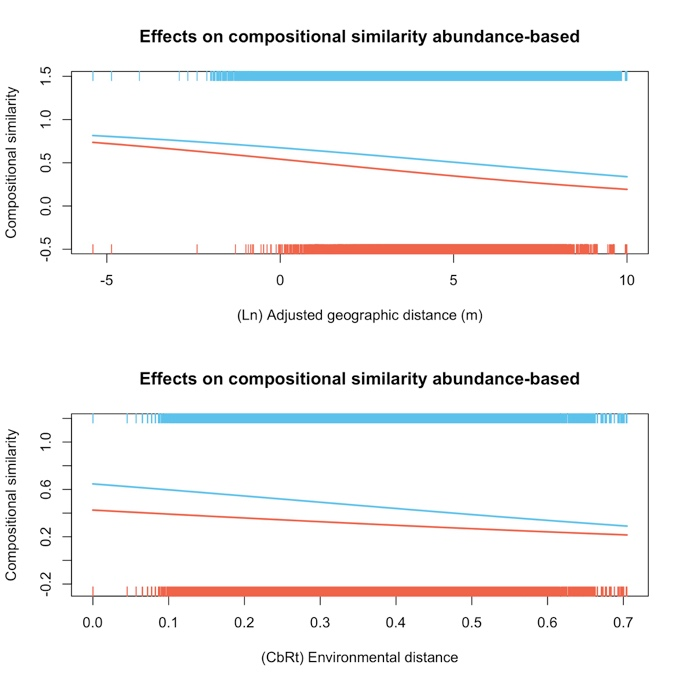 Effects on compositional similarity abundance-based
Compositional similarity
1.5
1.0
0.5
0.0
-0.5
-5 0 5 10
(Ln) Adjusted geographic distance (m)
Effects on compositional similarity abundance-based
Compositional similarity
1.0
0.6
0.2
-0.2
0.0 0.1 0.2 0.3 0.4 0.5 0.6 0.7
(CbRt) Environmental distance